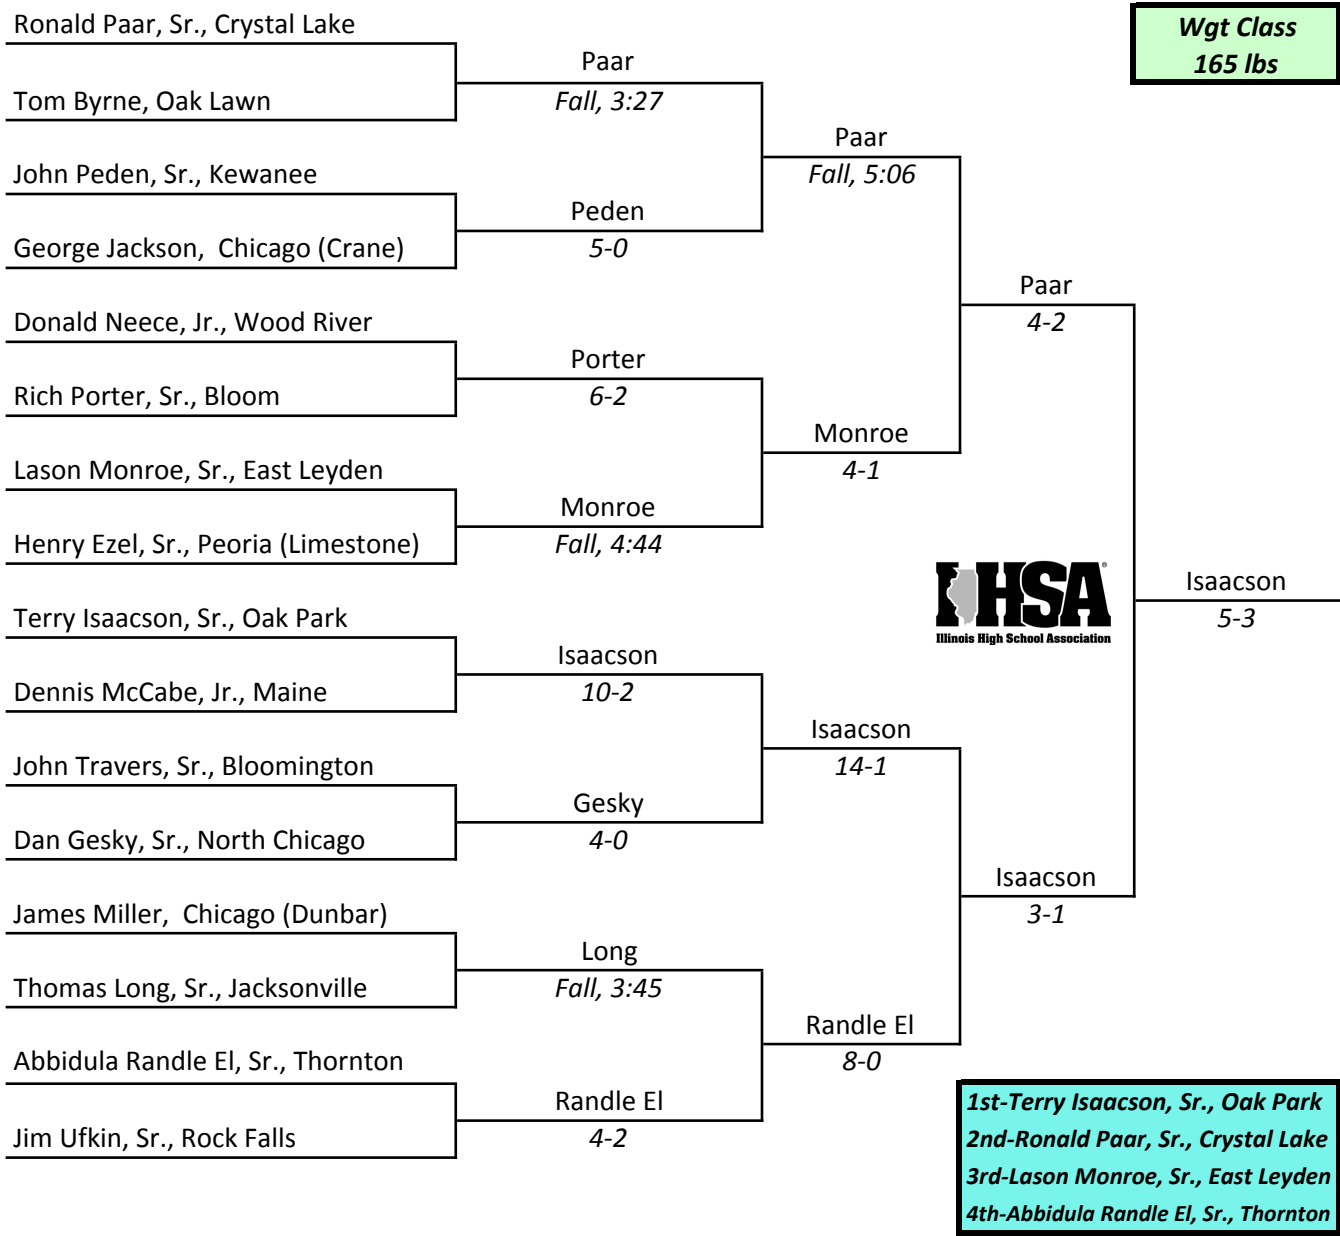 Ronald Paar, Sr., Crystal Lake
Wgt Class
165 lbs
Paar
Tom Byrne, Oak Lawn
Fall, 3:27
Paar
John Peden, Sr., Kewanee
Fall, 5:06
Peden
George Jackson,  Chicago (Crane)
5-0
Paar
Donald Neece, Jr., Wood River
4-2
Porter
Rich Porter, Sr., Bloom
6-2
Monroe
Lason Monroe, Sr., East Leyden
4-1
Monroe
Henry Ezel, Sr., Peoria (Limestone)
Fall, 4:44
IHSA®
Illinois High School Association
Isaacson
5-3
Terry Isaacson, Sr., Oak Park
Isaacson
Dennis McCabe, Jr., Maine
10-2
Isaacson
John Travers, Sr., Bloomington
14-1
Gesky
Dan Gesky, Sr., North Chicago
4-0
Isaacson
James Miller,  Chicago (Dunbar)
3-1
Long
Thomas Long, Sr., Jacksonville
Fall, 3:45
Randle El
Abbidula Randle El, Sr., Thornton
8-0
Randle El
Jim Ufkin, Sr., Rock Falls
4-2
1st-Terry Isaacson, Sr., Oak Park
2nd-Ronald Paar, Sr., Crystal Lake
3rd-Lason Monroe, Sr., East Leyden
4th-Abbidula Randle El, Sr., Thornton